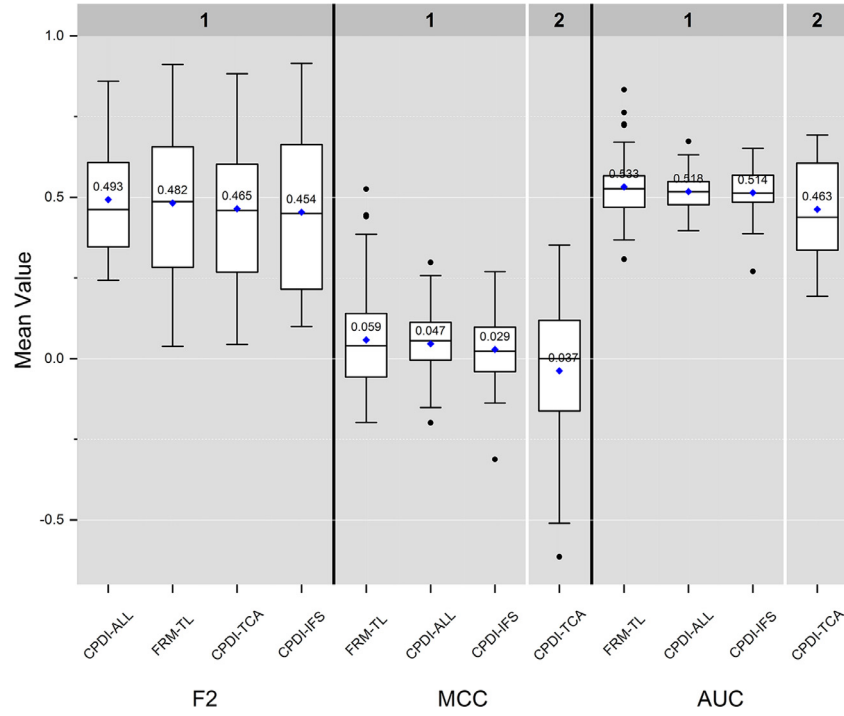 1 1 2 1 2
1.0
0.5
0.0
-0.5
Mean Value
0.493 0.482 0.465 0.454
0.059 0.047 0.029 -0.037
0.533 0.518 0.514 0.463
CPDI-ALL FRM-TL CPDI-TCA CPDI-IFS FRM-TL CPDI-ALL CPDI-IFS CPDI-TCA FRM-TL CPDI-ALL CPDI-IFS CPDI-TCA
F2 MCC AUC